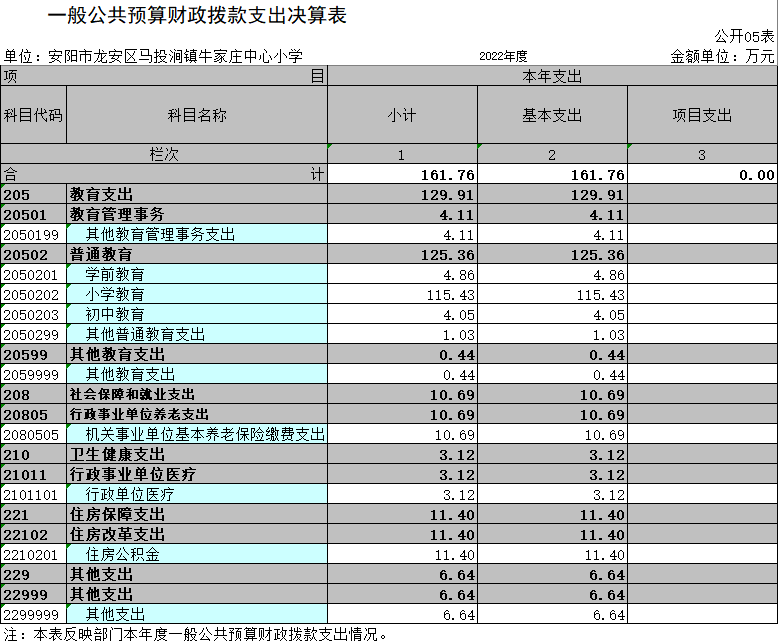 一般公共预算财政拨款支出决算表
公开05表
单位：安阳市龙安区马投涧镇牛家庄中心小学 2022年度 金额单位：万元
项 目 本年支出
科目代码 科目名称 小计 基本支出 项目支出
栏次 1 2 3
合 计 161.76 161.76 0.00
205 教育支出 129.91 129.91
20501 教育管理事务 4.11 4.11
2050199 其他教育管理事务支出 4.11 4.11
20502 普通教育 125.36 125.36
2050201 学前教育 4.86 4.86
2050202 小学教育 115.43 115.43
2050203 初中教育 4.05 4.05
2050299 其他普通教育支出 1.03 1.03
20599 其他教育支出 0.44 0.44
2059999 其他教育支出 0.44 0.44
208 社会保障和就业支出 10.69 10.69
20805 行政事业单位养老支出 10.69 10.69
2080505 机关事业单位基本养老保险缴费支出 10.69 10.69
210 卫生健康支出 3.12 3.12
21011 行政事业单位医疗 3.12 3.12
2101101 行政单位医疗 3.12 3.12
221 住房保障支出 11.40 11.40
22102 住房改革支出 11.40 11.40
2210201 住房公积金 11.40 11.40
229 其他支出 6.64 6.64
22999 其他支出 6.64 6.64
2299999 其他支出 6.64 6.64
注：本表反映部门本年度一般公共预算财政拨款支出情况。